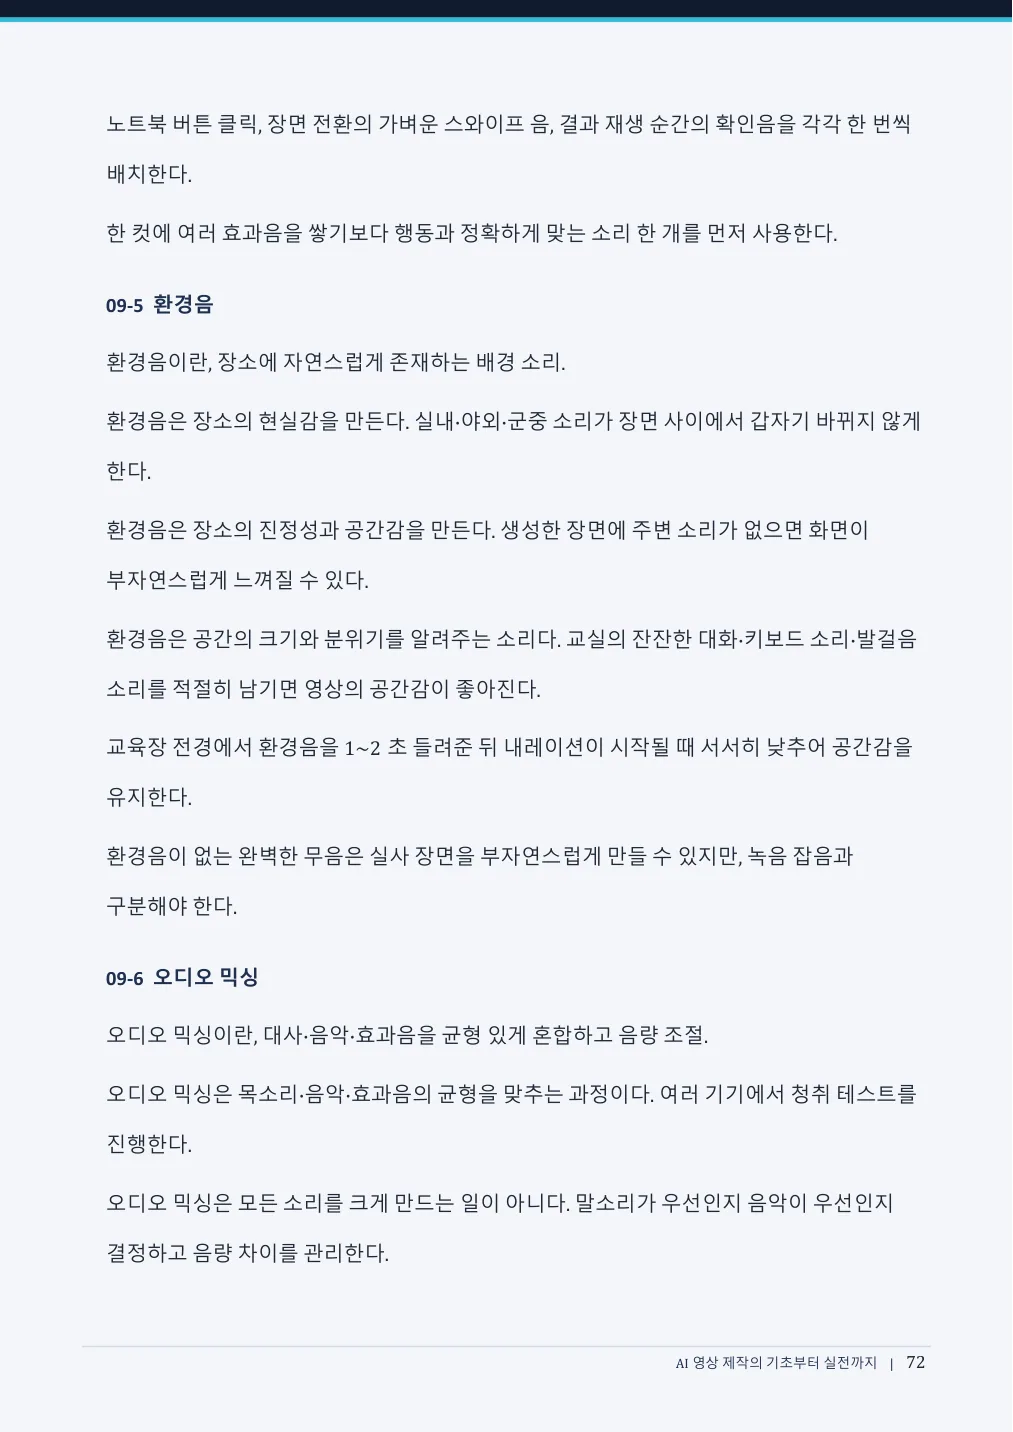 노트북 버튼 클릭, 장면 전환의 가벼운 스와이프 음, 결과 재생 순간의 확인음을 각각 한 번씩
배치한다.
한 컷에 여러 효과음을 쌓기보다 행동과 정확하게 맞는 소리 한 개를 먼저 사용한다.
09-5 환경음
환경음이란, 장소에 자연스럽게 존재하는 배경 소리.
환경음은 장소의 현실감을 만든다. 실내·야외·군중 소리가 장면 사이에서 갑자기 바뀌지 않게
한다.
환경음은 장소의 진정성과 공간감을 만든다. 생성한 장면에 주변 소리가 없으면 화면이
부자연스럽게 느껴질 수 있다.
환경음은 공간의 크기와 분위기를 알려주는 소리다. 교실의 잔잔한 대화·키보드 소리·발걸음
소리를 적절히 남기면 영상의 공간감이 좋아진다.
교육장 전경에서 환경음을 1~2 초 들려준 뒤 내레이션이 시작될 때 서서히 낮추어 공간감을
유지한다.
환경음이 없는 완벽한 무음은 실사 장면을 부자연스럽게 만들 수 있지만, 녹음 잡음과
구분해야 한다.
09-6 오디오 믹싱
오디오 믹싱이란, 대사·음악·효과음을 균형 있게 혼합하고 음량 조절.
오디오 믹싱은 목소리·음악·효과음의 균형을 맞추는 과정이다. 여러 기기에서 청취 테스트를
진행한다.
오디오 믹싱은 모든 소리를 크게 만드는 일이 아니다. 말소리가 우선인지 음악이 우선인지
결정하고 음량 차이를 관리한다.
AI 영상 제작의 기초부터 실전까지 | 72